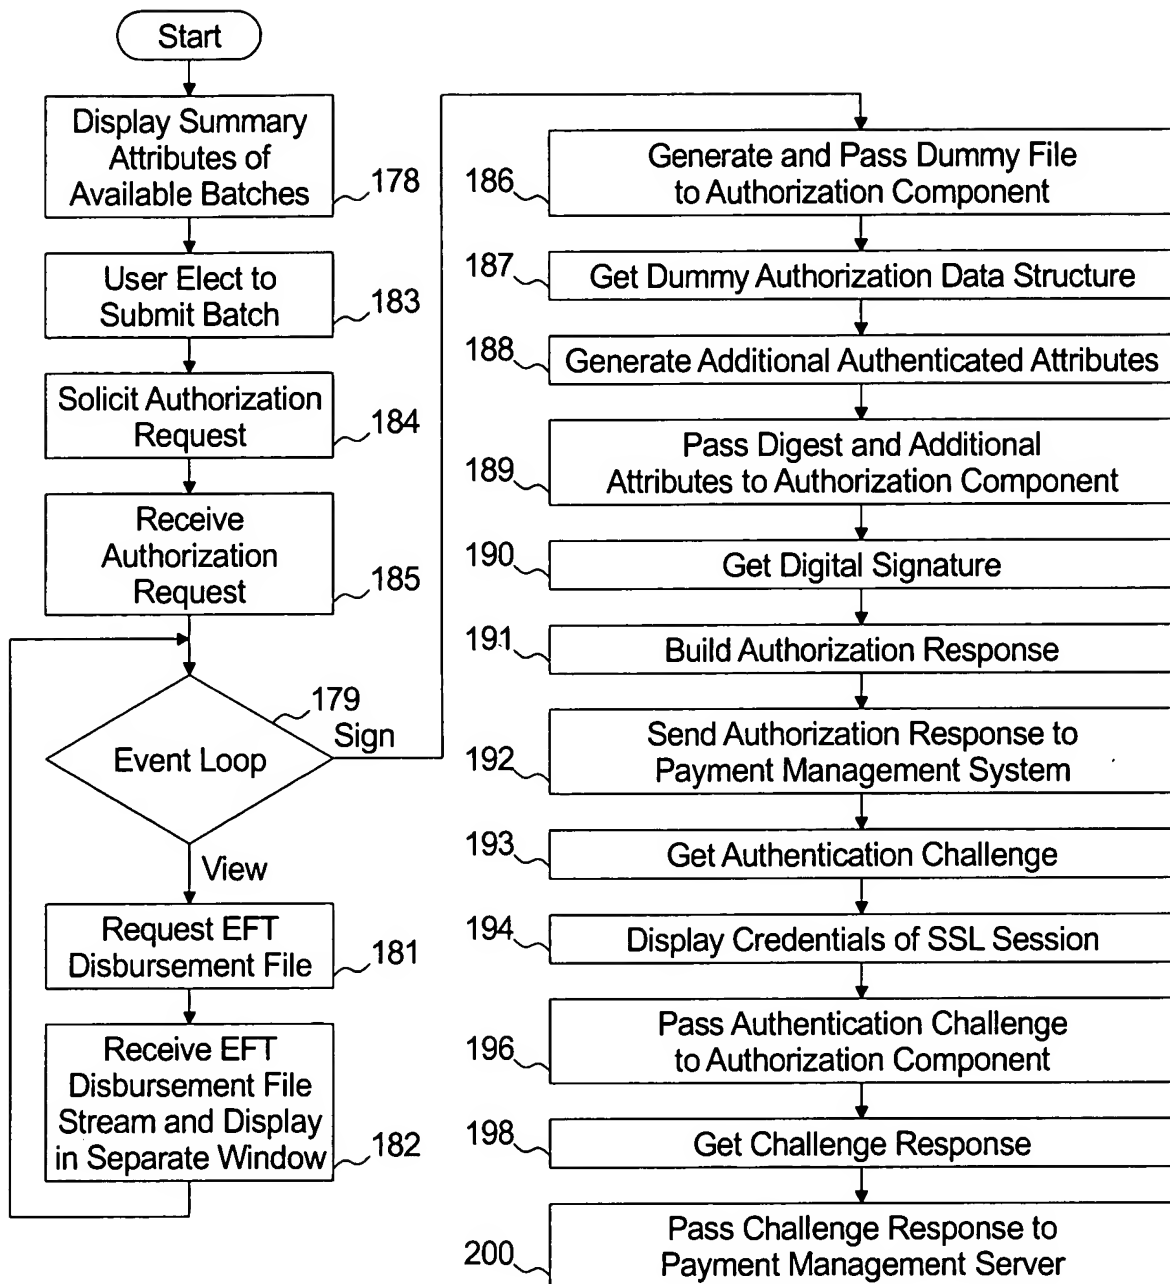 Start
Display Summary
Attributes of
Available Batches
178
User Elect to
Submit Batch
183
Solicit Authorization
Request
184
Receive
Authorization
Request
185
Event Loop
179
Sign
View
Request EFT
Disbursement File
181
Receive EFT
Disbursement File
Stream and Display
in Separate Window
182
186
Generate and Pass Dummy File
to Authorization Component
187
Get Dummy Authorization Data Structure
188
Generate Additional Authenticated Attributes
189
Pass Digest and Additional
Attributes to Authorization Component
190
Get Digital Signature
191
Build Authorization Response
192
Send Authorization Response to
Payment Management System
193
Get Authentication Challenge
194
Display Credentials of SSL Session
196
Pass Authentication Challenge
to Authorization Component
198
Get Challenge Response
200
Pass Challenge Response to
Payment Management Server